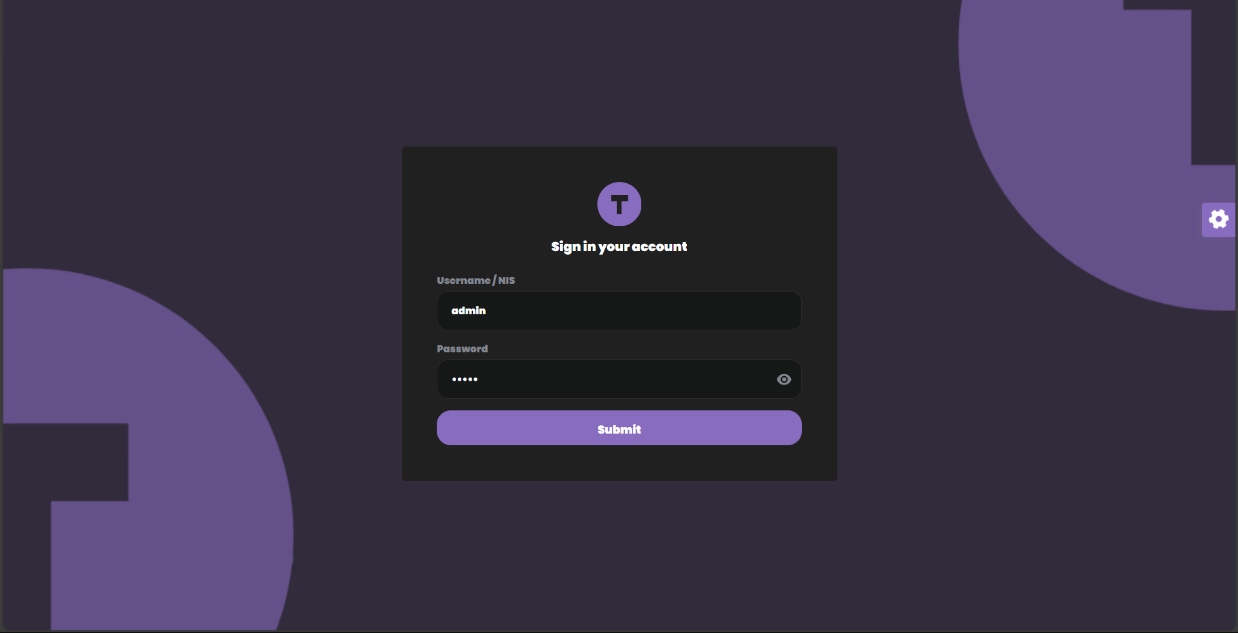 T
Sign in your account
Username / NIS
admin
Password
•••••
Submit